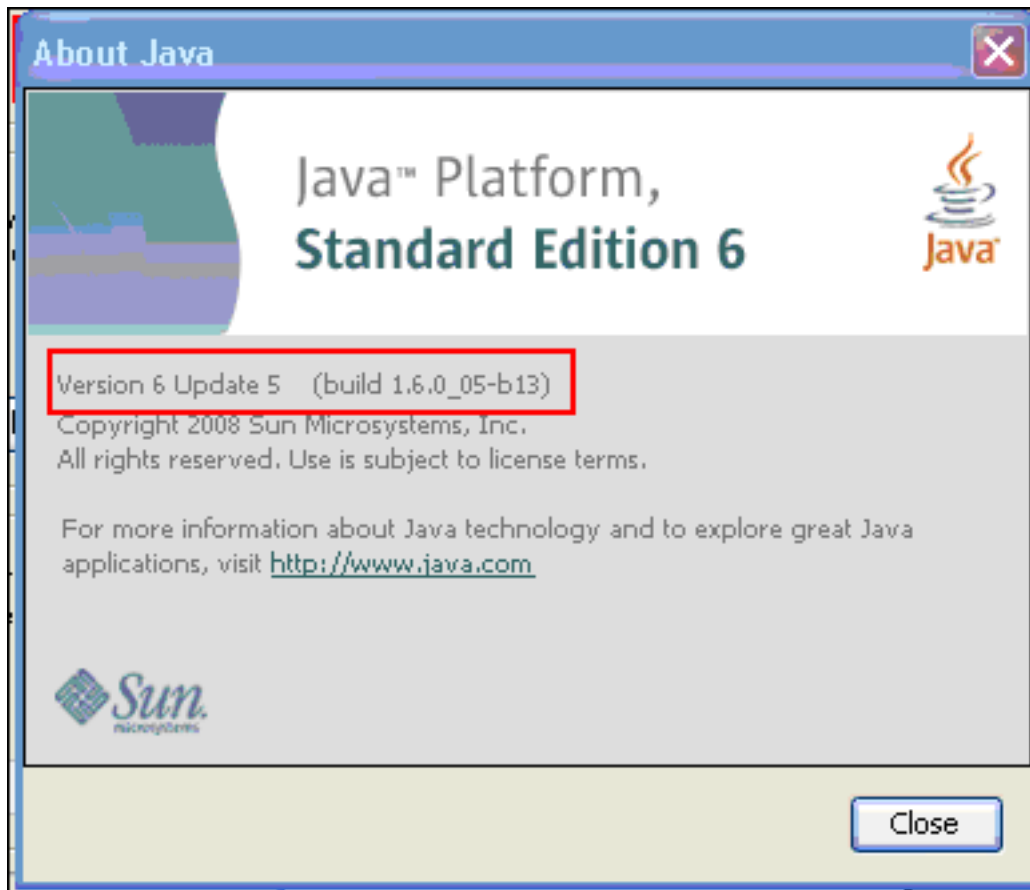 About Java
Java™ Platform,
Standard Edition 6
Java
Version 6 Update 5 (build 1.6.0_05-b13)
Copyright 2008 Sun Microsystems, Inc.
All rights reserved. Use is subject to license terms.
For more information about Java technology and to explore great Java
applications, visit http://www.java.com
Sun.
microsystems
Close